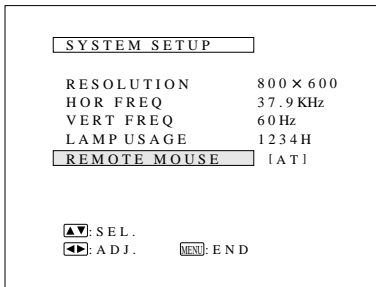 SYSTEM SETUP
RESOLUTION 800×600
HOR FREQ 37.9KHz
VERT FREQ 60Hz
LAMP USAGE 1234H
REMOTE MOUSE [AT]
▲▼:SEL.
◀▶:ADJ. MENU:END